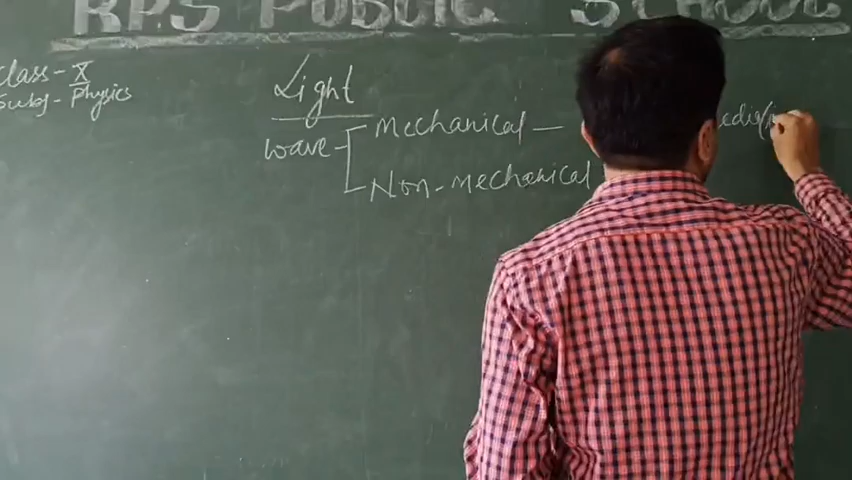 RPS PUBLIC SCHOOL
Class - X
Subj - Physics
Light
wave - Mechanical -
Non-mechanical